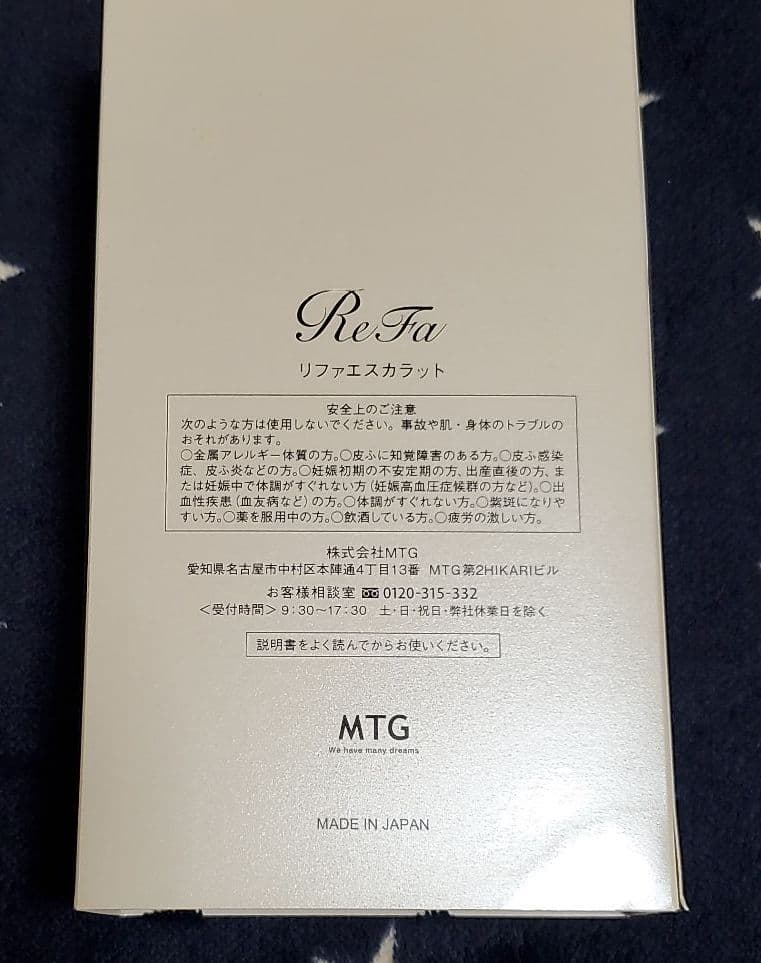 ReFa
リファエスカラット
安全上のご注意
次のような方は使用しないでください。事故や肌・身体のトラブルの
おそれがあります。
○金属アレルギー体質の方。○皮ふに知覚障害のある方。○皮ふ感染
症、皮ふ炎などの方。○妊娠初期の不安定期の方、出産直後の方、ま
たは妊娠中で体調がすぐれない方(妊娠高血圧症候群の方など)。○出
血性疾患(血友病など)の方。○体調がすぐれない方。○紫斑になりや
すい方。○薬を服用中の方。○飲酒している方。○疲労の激しい方。
株式会社MTG
愛知県名古屋市中村区本陣通4丁目13番 MTG第2HIKARIビル
お客様相談室 0120-315-332
<受付時間> 9:30~17:30 土・日・祝日・弊社休業日を除く
説明書をよく読んでからお使いください。
MTG
We have many dreams
MADE IN JAPAN